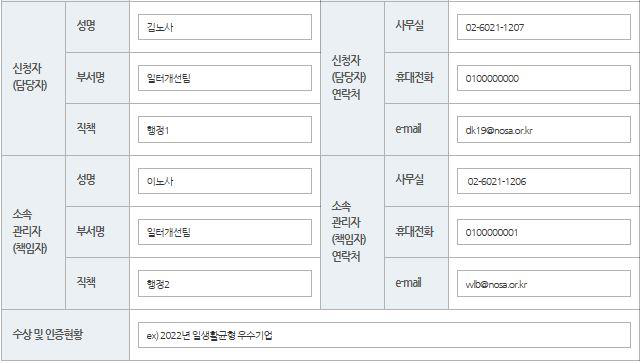 성명
김노사
사무실
02-6021-1207
신청자
(담당자)
부서명
일터개선팀
신청자
(담당자)
연락처
휴대전화
0100000000
직책
행정1
e-mail
dk19@nosa.or.kr
성명
이노사
사무실
02-6021-1206
소속
관리자
(책임자)
부서명
일터개선팀
소속
관리자
(책임자)
연락처
휴대전화
0100000001
직책
행정2
e-mail
wlb@nosa.or.kr
수상 및 인증현황
ex) 2022년 일생활균형 우수기업